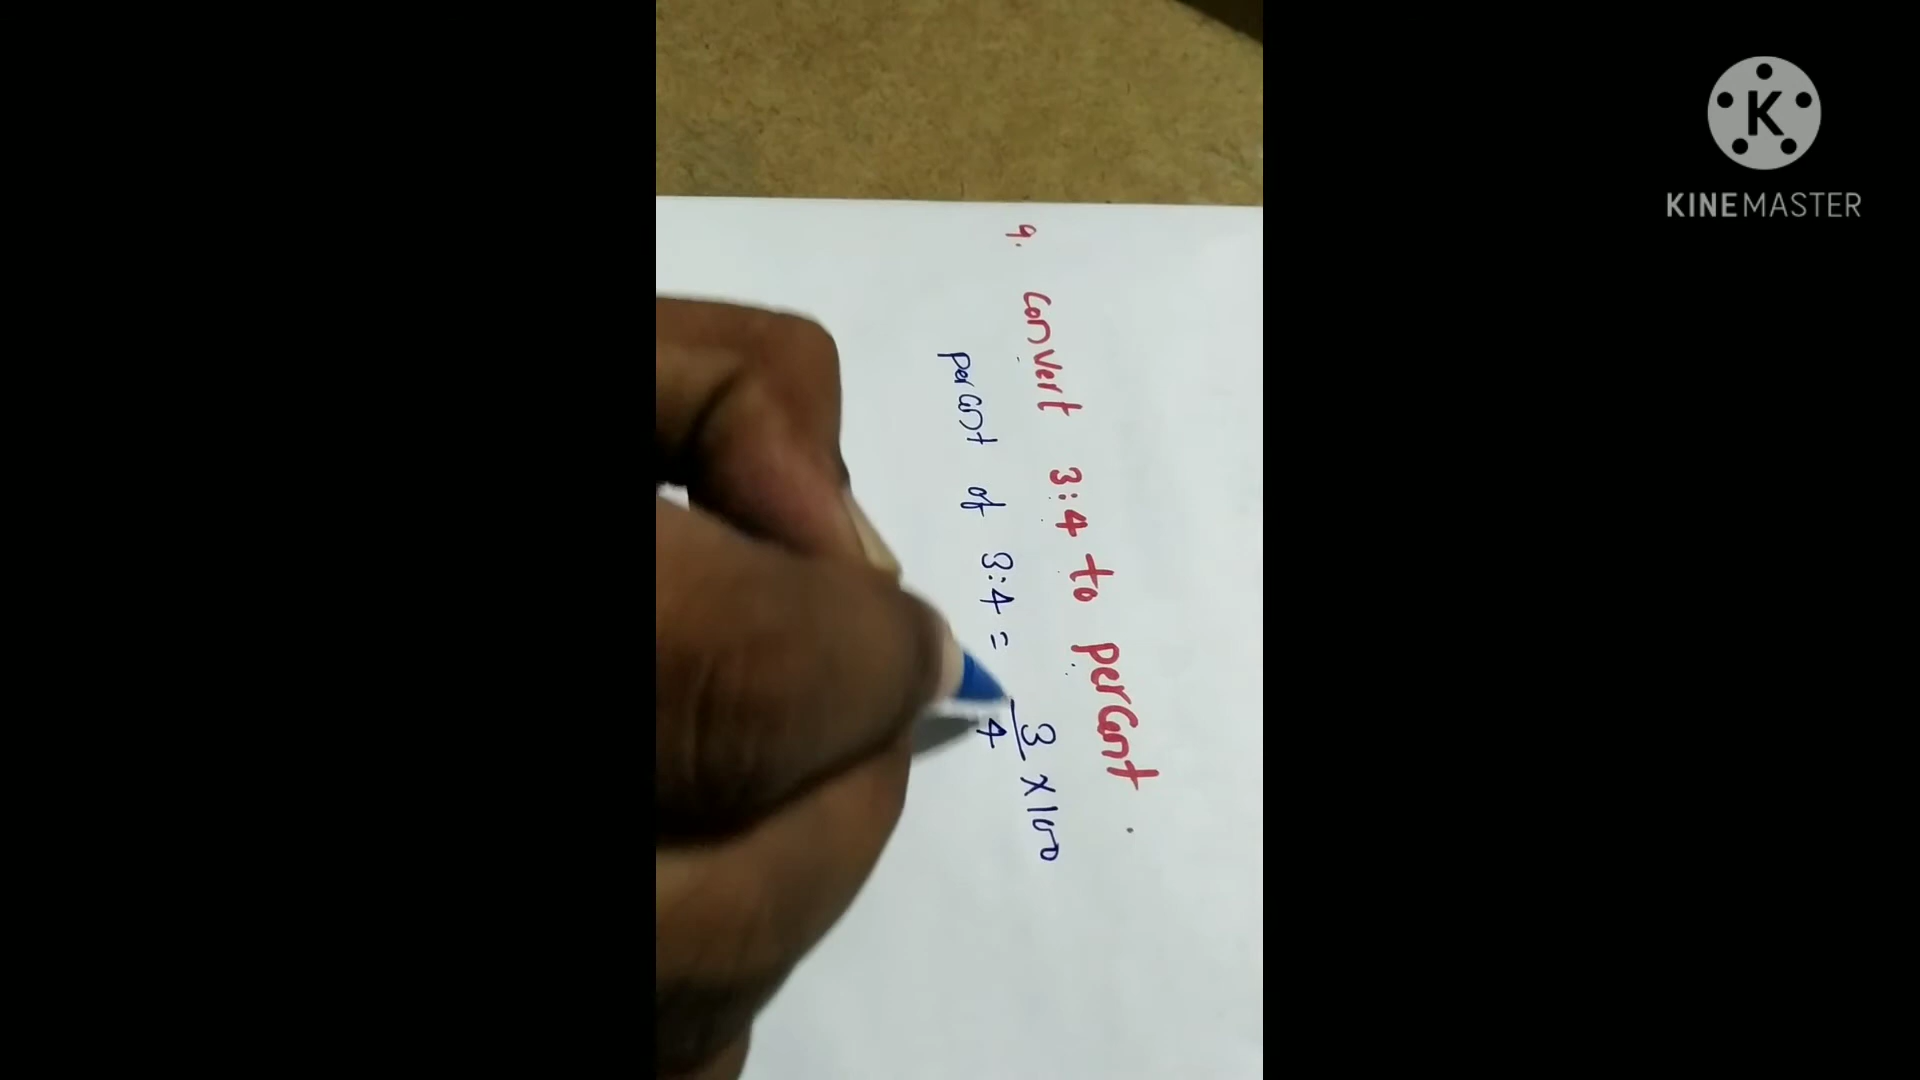 9. Convert 3:4 to percent.
percent of 3:4 = 3/4 × 100
KINEMASTER